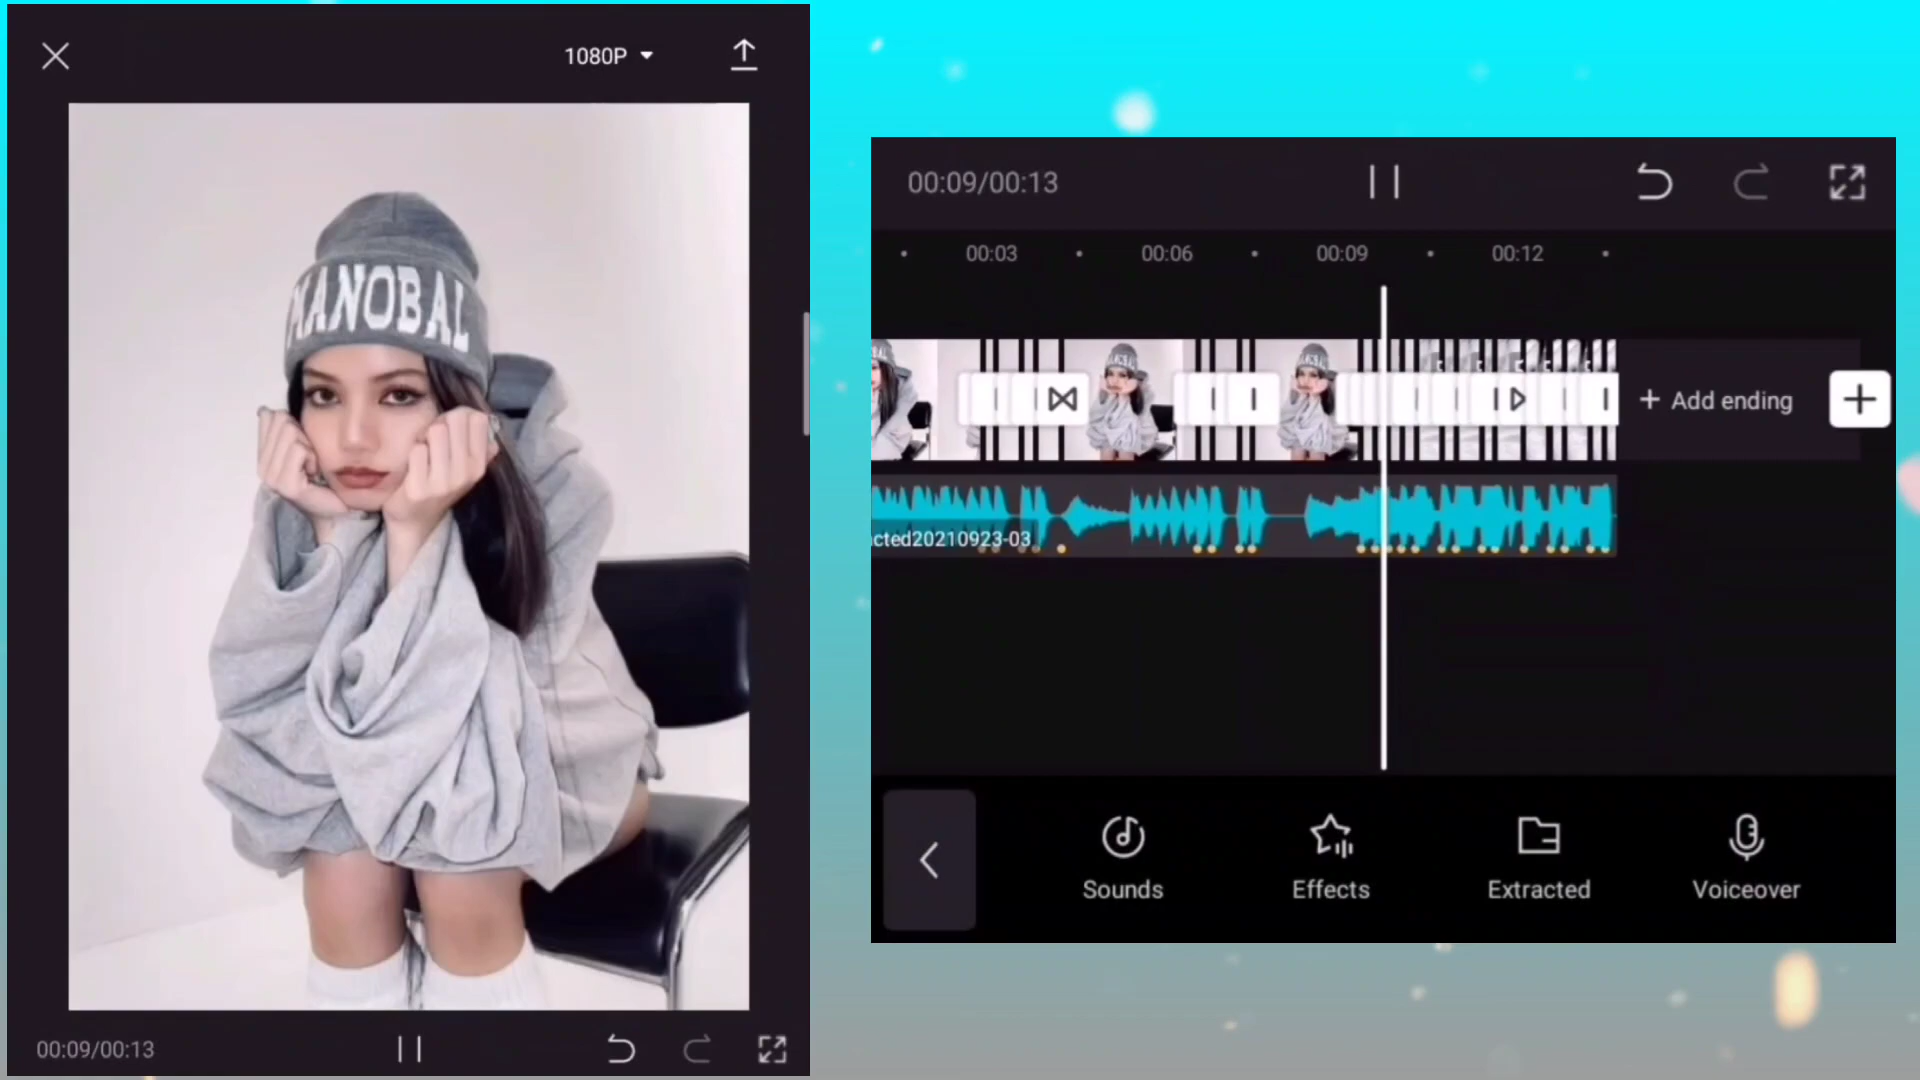 1080P
MANOBAL
00:09/00:13
00:09/00:13
00:03
00:06
00:09
00:12
+ Add ending
acted20210923-03
Sounds
Effects
Extracted
Voiceover